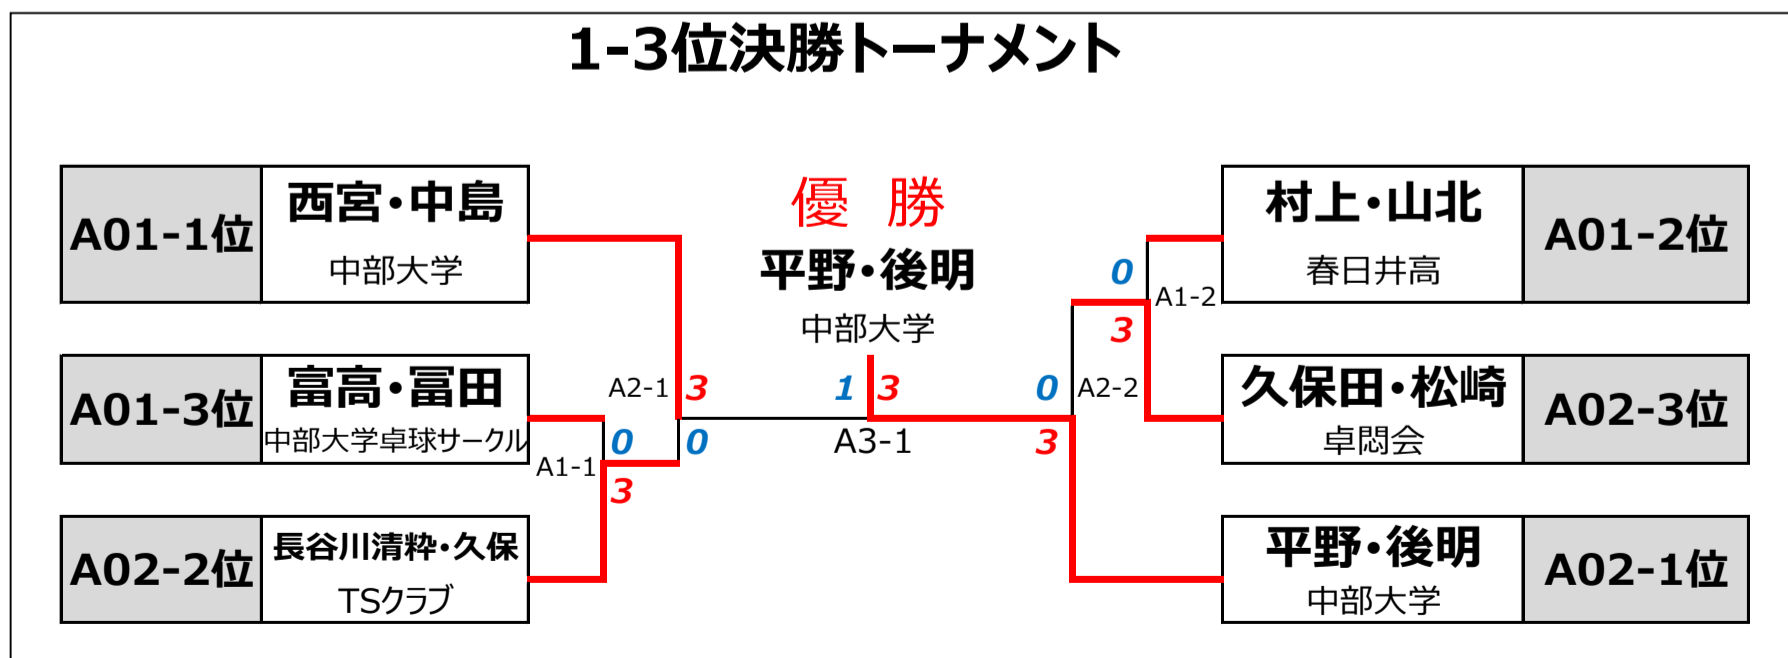 1-3位決勝トーナメント
A01-1位
西宮・中島
中部大学
A01-3位
富高・冨田
中部大学卓球サークル
A02-2位
長谷川清粋・久保
TSクラブ
A1-1
0
3
A2-1
3
0
優 勝
平野・後明
中部大学
1
3
A3-1
0
3
A2-2
0
3
A1-2
村上・山北
春日井高
A01-2位
久保田・松崎
卓悶会
A02-3位
平野・後明
中部大学
A02-1位